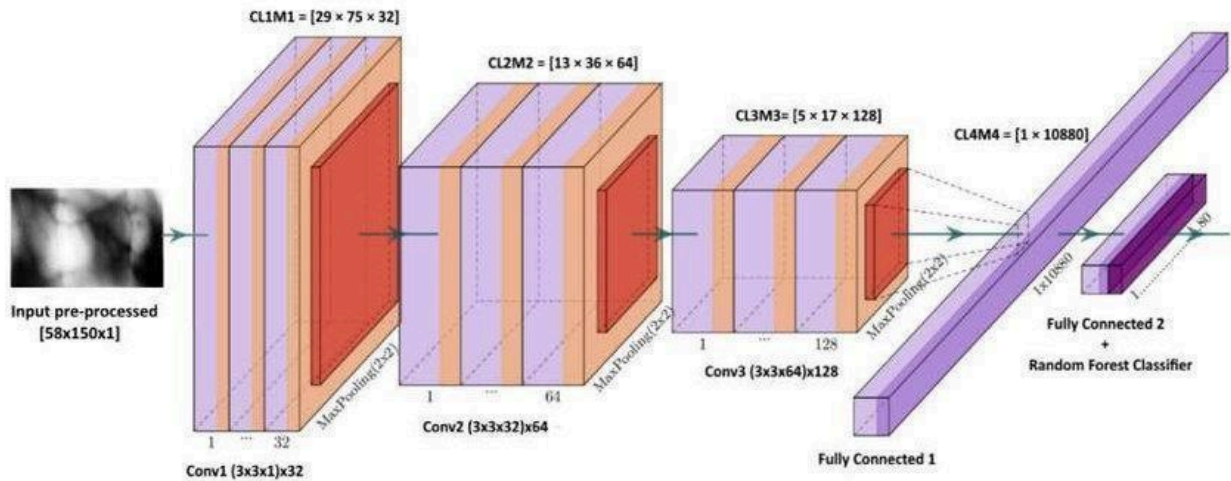 CL1M1 = [29 × 75 × 32]
CL2M2 = [13 × 36 × 64]
CL3M3= [5 × 17 × 128]
CL4M4 = [1 × 10880]
Input pre-processed
[58x150x1]
1 ... 32
MaxPooling(2x2)
Conv1 (3x3x1)x32
1 ... 64
MaxPooling(2x2)
Conv2 (3x3x32)x64
1 ... 128
MaxPooling(2x2)
Conv3 (3x3x64)x128
1x10880
Fully Connected 1
1.........1.80
Fully Connected 2
+
Random Forest Classifier